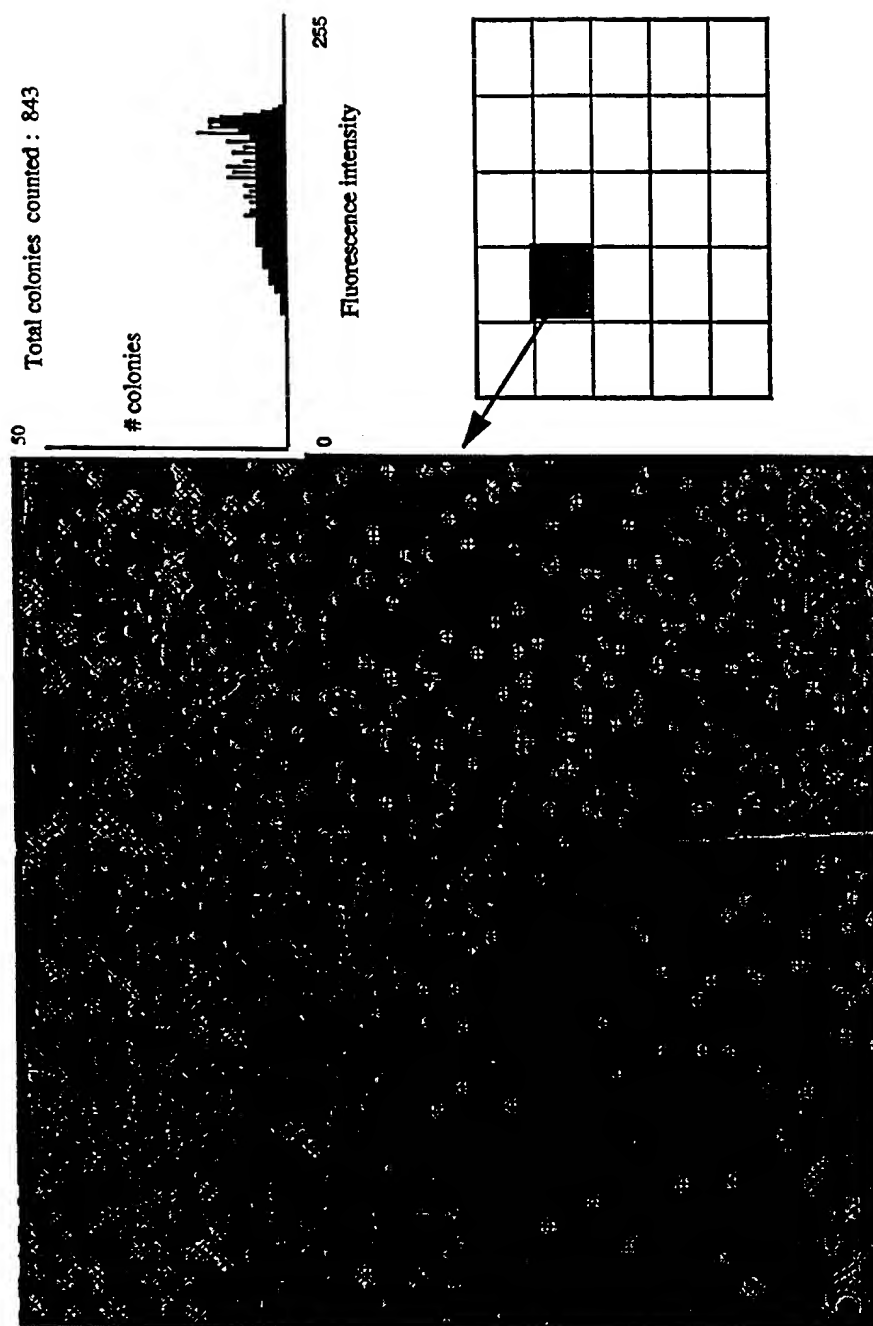 Total colonies counted : 843
50
# colonies
0
255
Fluorescence intensity